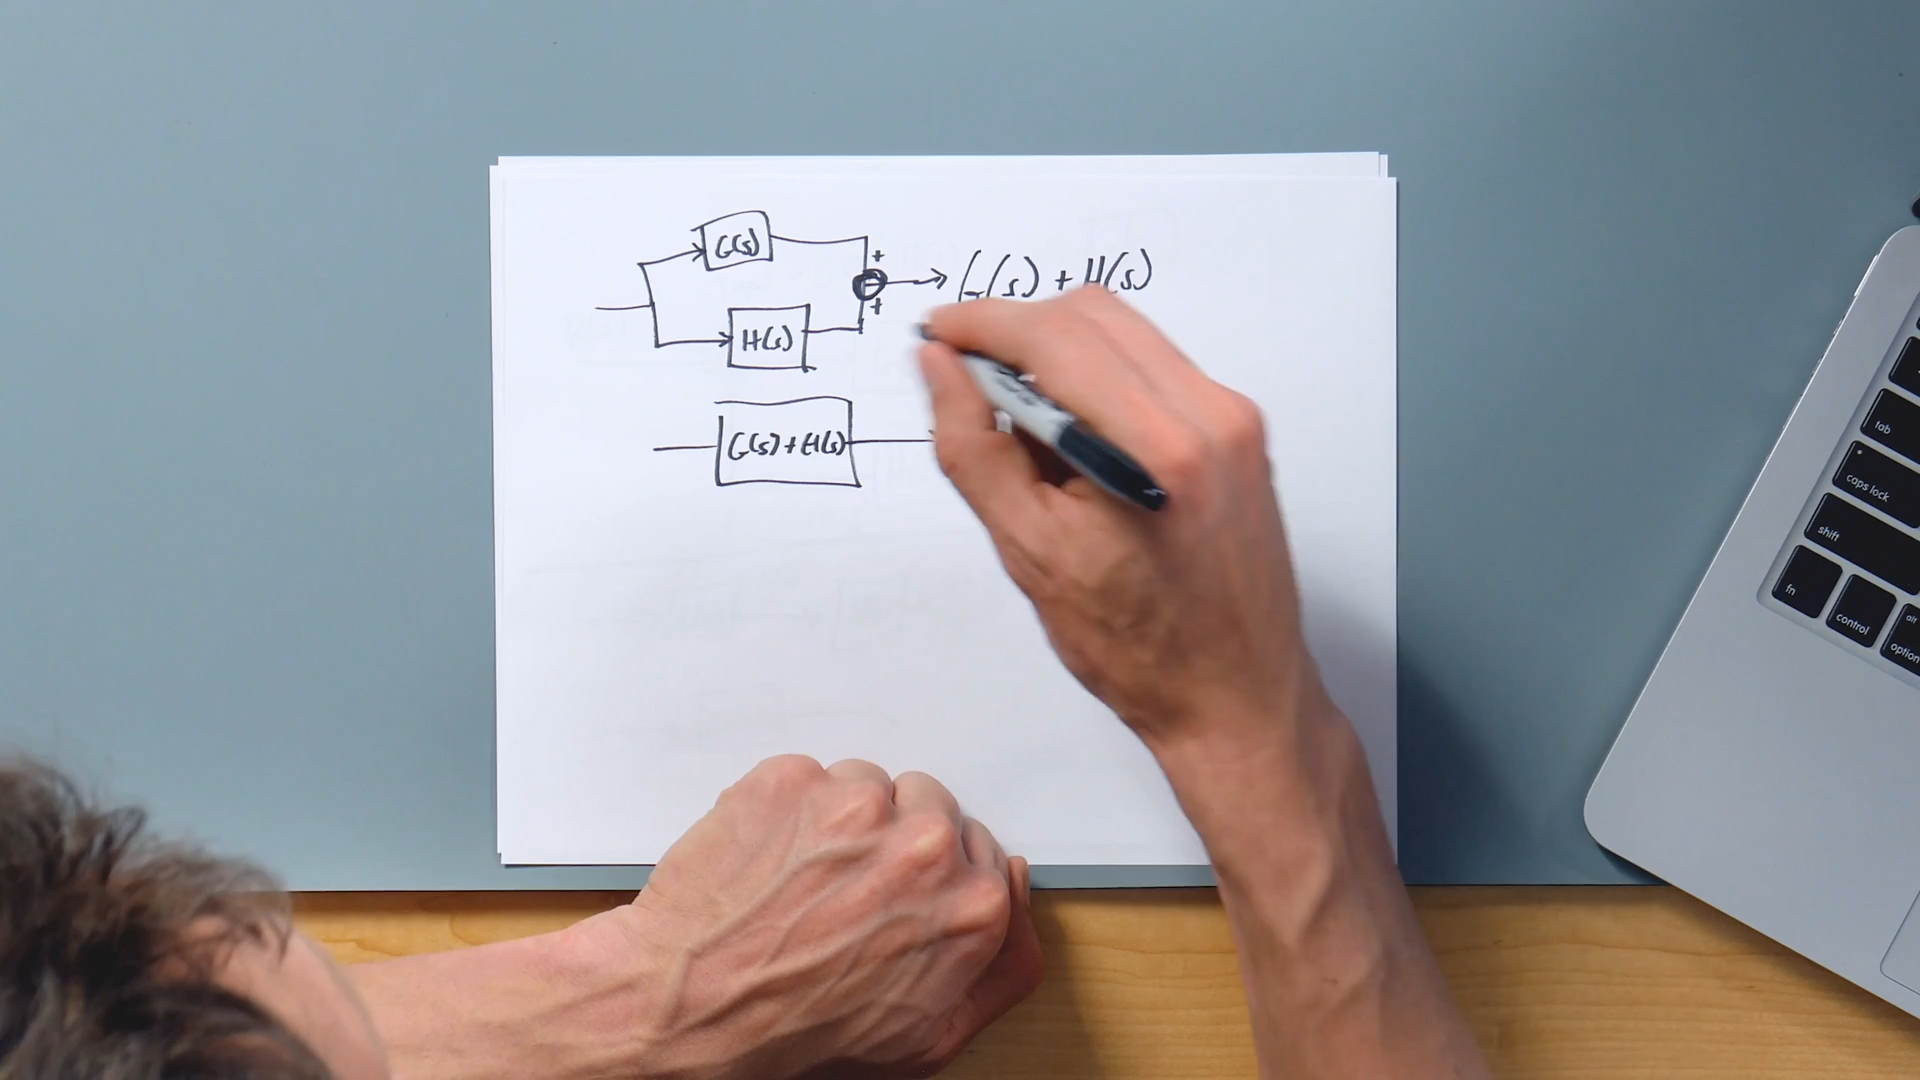 G(s)
+
G(s) + H(s)
+
H(s)
G(s) + H(s)
tab
caps lock
shift
fn
control
alt
option